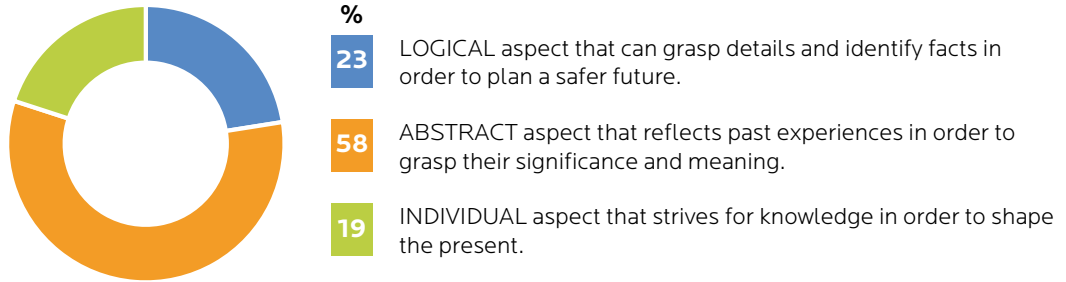 %
23
LOGICAL aspect that can grasp details and identify facts in
order to plan a safer future.
58
ABSTRACT aspect that reflects past experiences in order to
grasp their significance and meaning.
19
INDIVIDUAL aspect that strives for knowledge in order to shape
the present.